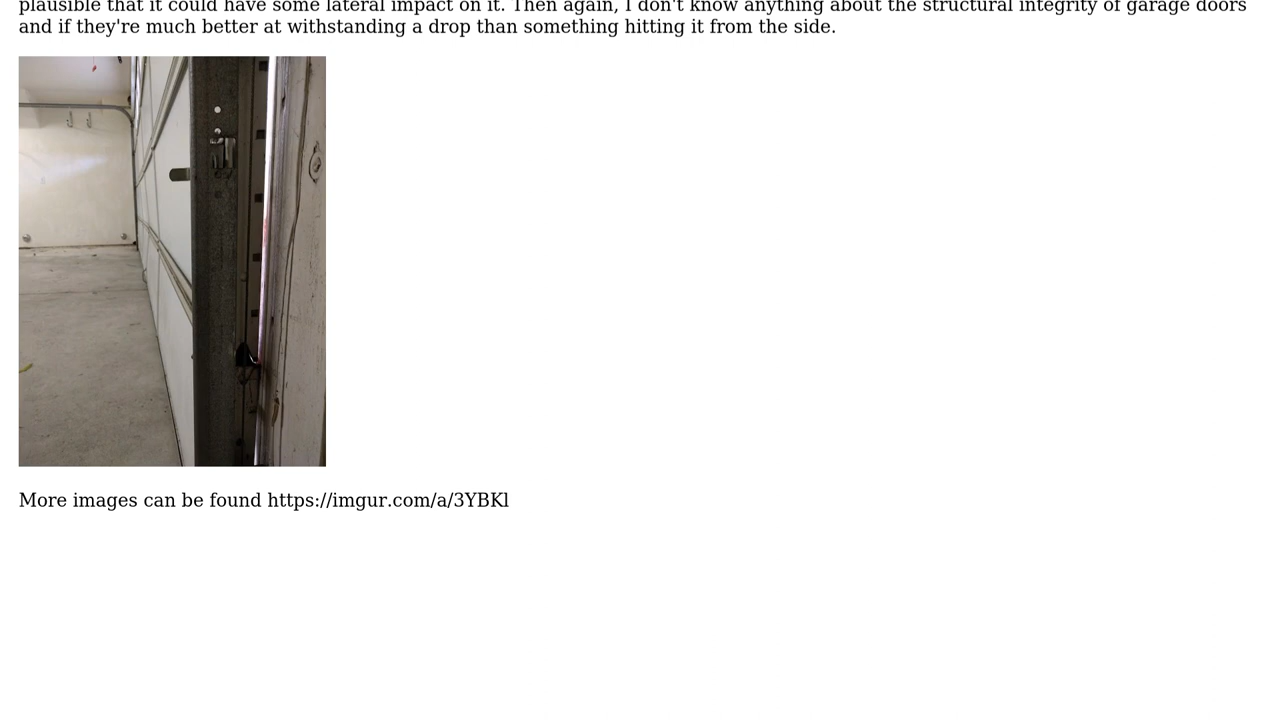 plausible that it could have some lateral impact on it. Then again, I don't know anything about the structural integrity of garage doors
and if they're much better at withstanding a drop than something hitting it from the side.
More images can be found https://imgur.com/a/3YBKl